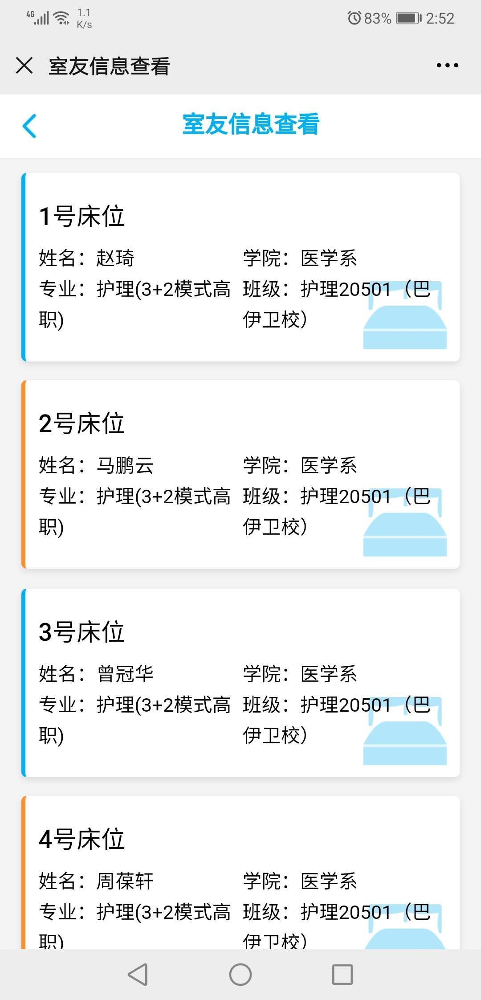 4G 1.1 K/s 83% 2:52
室友信息查看
室友信息查看
1号床位
姓名：赵琦 学院：医学系
专业：护理(3+2模式高 班级：护理20501（巴
职) 伊卫校）
2号床位
姓名：马鹏云 学院：医学系
专业：护理(3+2模式高 班级：护理20501（巴
职) 伊卫校）
3号床位
姓名：曾冠华 学院：医学系
专业：护理(3+2模式高 班级：护理20501（巴
职) 伊卫校）
4号床位
姓名：周葆轩 学院：医学系
专业：护理(3+2模式高 班级：护理20501（巴
职) 伊卫校）